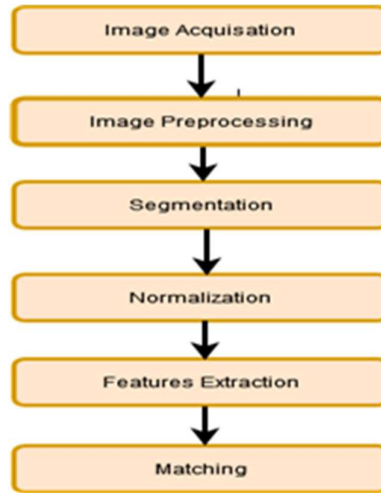 Image Acquisation
Image Preprocessing
Segmentation
Normalization
Features Extraction
Matching